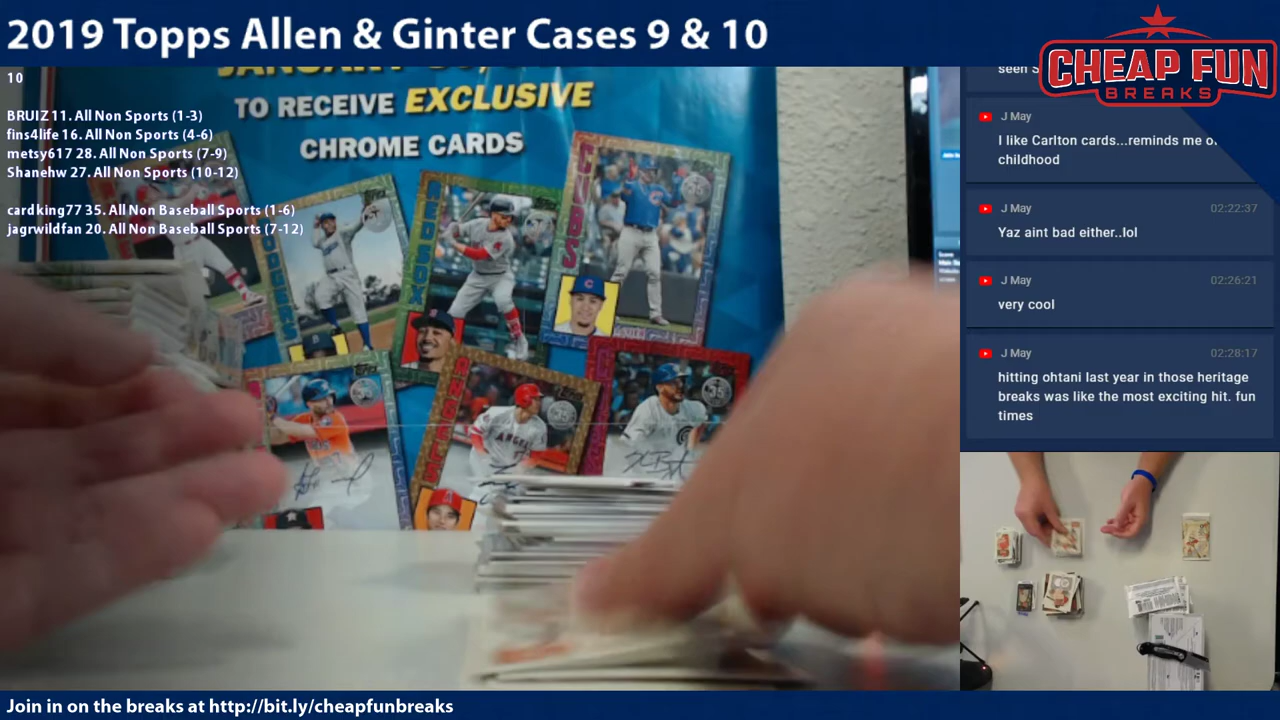 2019 Topps Allen & Ginter Cases 9 & 10
10
BRUIZ 11. All Non Sports (1-3)
fins4life 16. All Non Sports (4-6)
metsy617 28. All Non Sports (7-9)
Shanehw 27. All Non Sports (10-12)
cardking77 35. All Non Baseball Sports (1-6)
jagrwildfan 20. All Non Baseball Sports (7-12)
TO RECEIVE EXCLUSIVE
CHROME CARDS
CUBS
RED SOX
DODGERS
ANGELS
CHEAP FUN
BREAKS
seen
J May
I like Carlton cards...reminds me
childhood
J May 02:22:37
Yaz aint bad either..lol
J May 02:26:21
very cool
J May 02:28:17
hitting ohtani last year in those heritage
breaks was like the most exciting hit. fun
times
Join in on the breaks at http://bit.ly/cheapfunbreaks